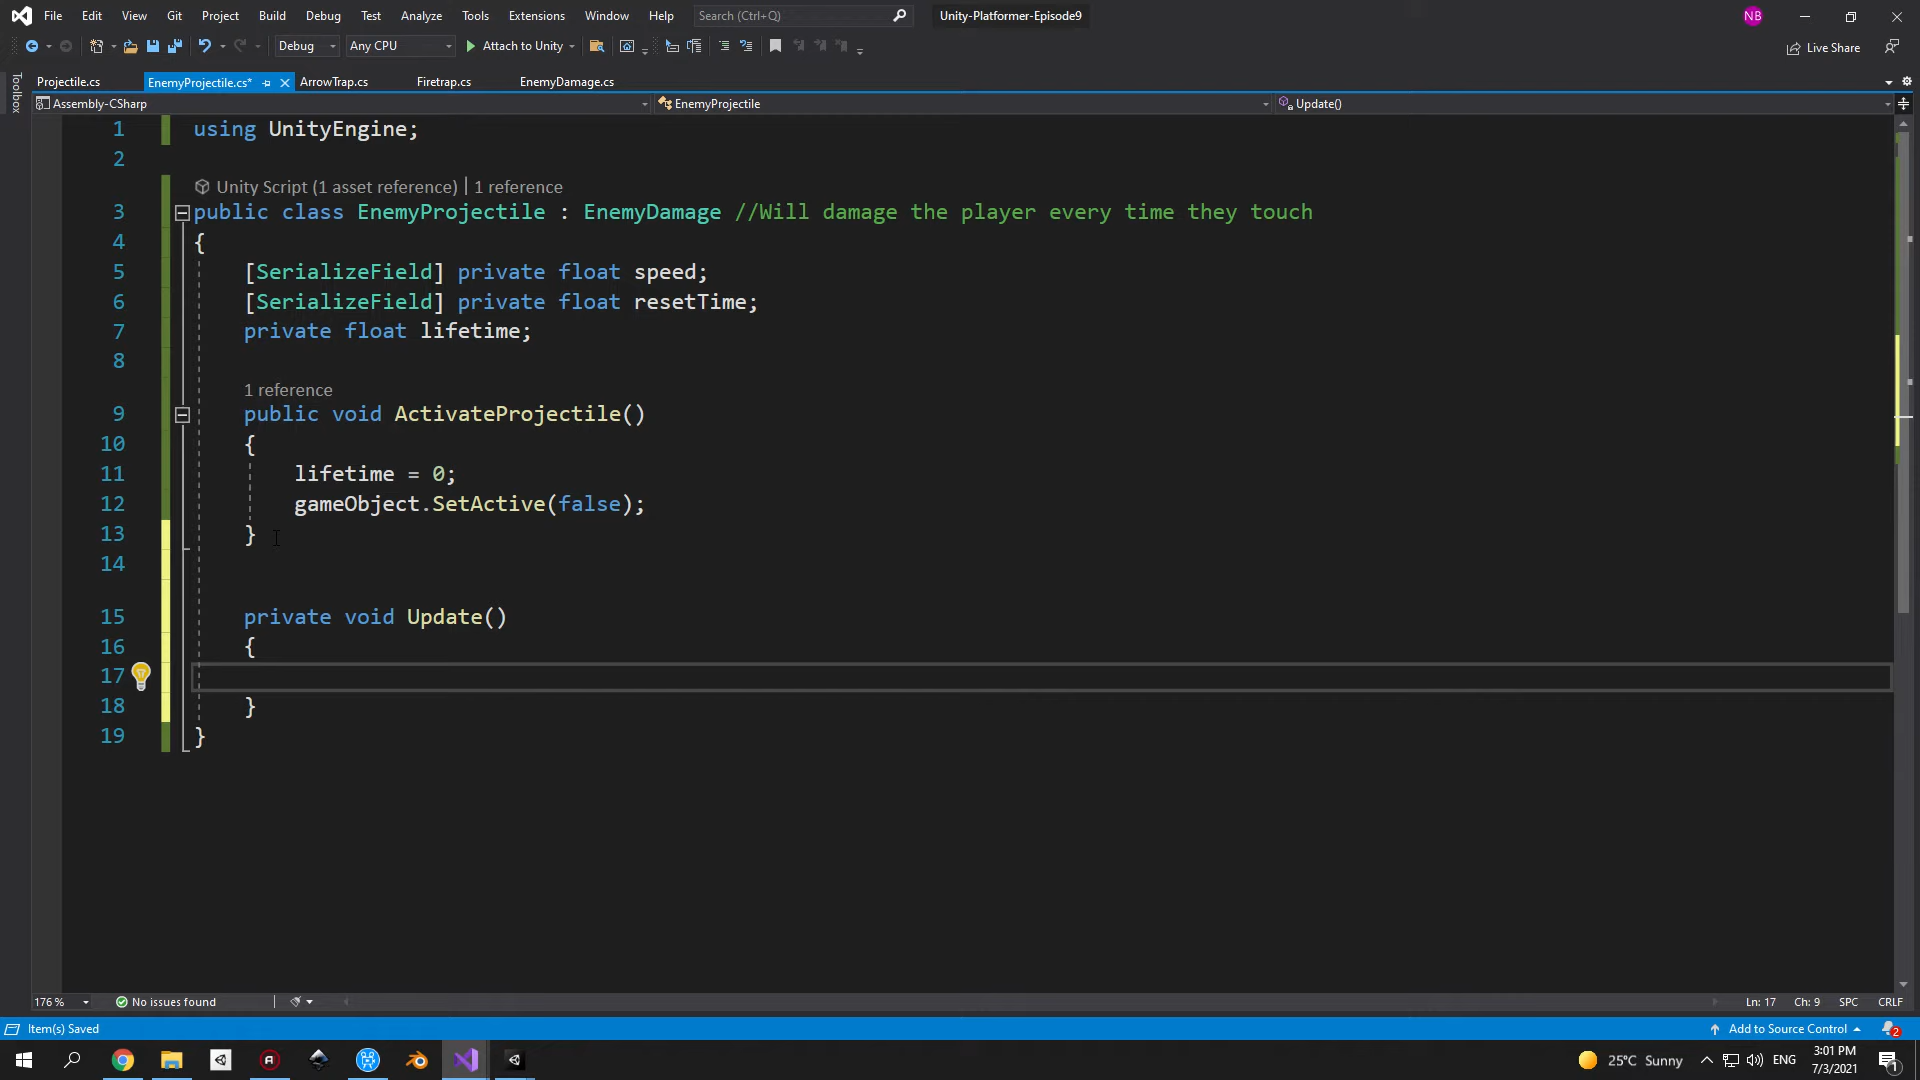 File Edit View Git Project Build Debug Test Analyze Tools Extensions Window Help Search (Ctrl+Q) Unity-Platformer-Episode9 NB
Debug Any CPU Attach to Unity Live Share
Toolbox
Projectile.cs EnemyProjectile.cs* ArrowTrap.cs Firetrap.cs EnemyDamage.cs
Assembly-CSharp EnemyProjectile Update()
1 using UnityEngine;
2
Unity Script (1 asset reference) | 1 reference
3 public class EnemyProjectile : EnemyDamage //Will damage the player every time they touch
4 {
5 [SerializeField] private float speed;
6 [SerializeField] private float resetTime;
7 private float lifetime;
8
1 reference
9 public void ActivateProjectile()
10 {
11 lifetime = 0;
12 gameObject.SetActive(false);
13 }
14
15 private void Update()
16 {
17
18 }
19 }
176 % No issues found Ln: 17 Ch: 9 SPC CRLF
Item(s) Saved Add to Source Control 2
25°C Sunny ENG 3:01 PM
7/3/2021 1